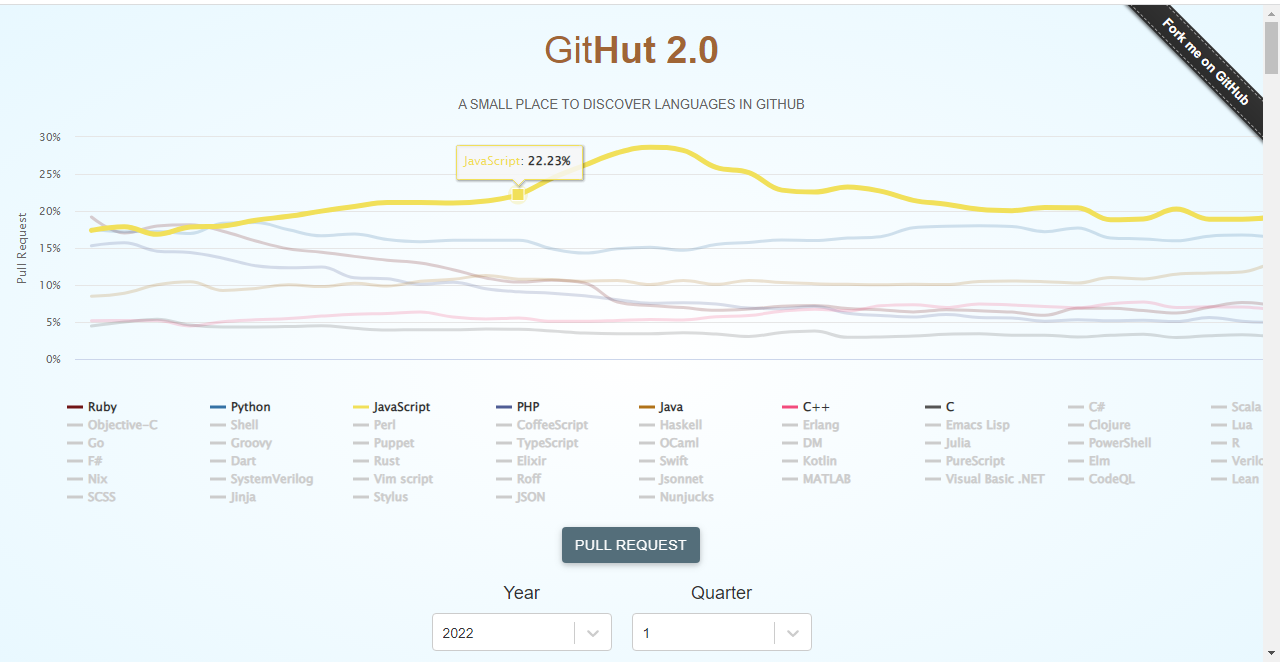 GitHut 2.0
Fork me on GitHub
A SMALL PLACE TO DISCOVER LANGUAGES IN GITHUB
30%
JavaScript: 22.23%
25%
20%
Pull Request
15%
10%
5%
0%
Ruby Python JavaScript PHP Java C++ C C# Scala
Objective-C Shell Perl CoffeeScript Haskell Erlang Emacs Lisp Clojure Lua
Go Groovy Puppet TypeScript OCaml DM Julia PowerShell R
F# Dart Rust Elixir Swift Kotlin PureScript Elm
Nix SystemVerilog Vim script Roff Jsonnet MATLAB Visual Basic .NET CodeQL Lean
SCSS Jinja Stylus JSON Nunjucks
PULL REQUEST
Year Quarter
2022 1